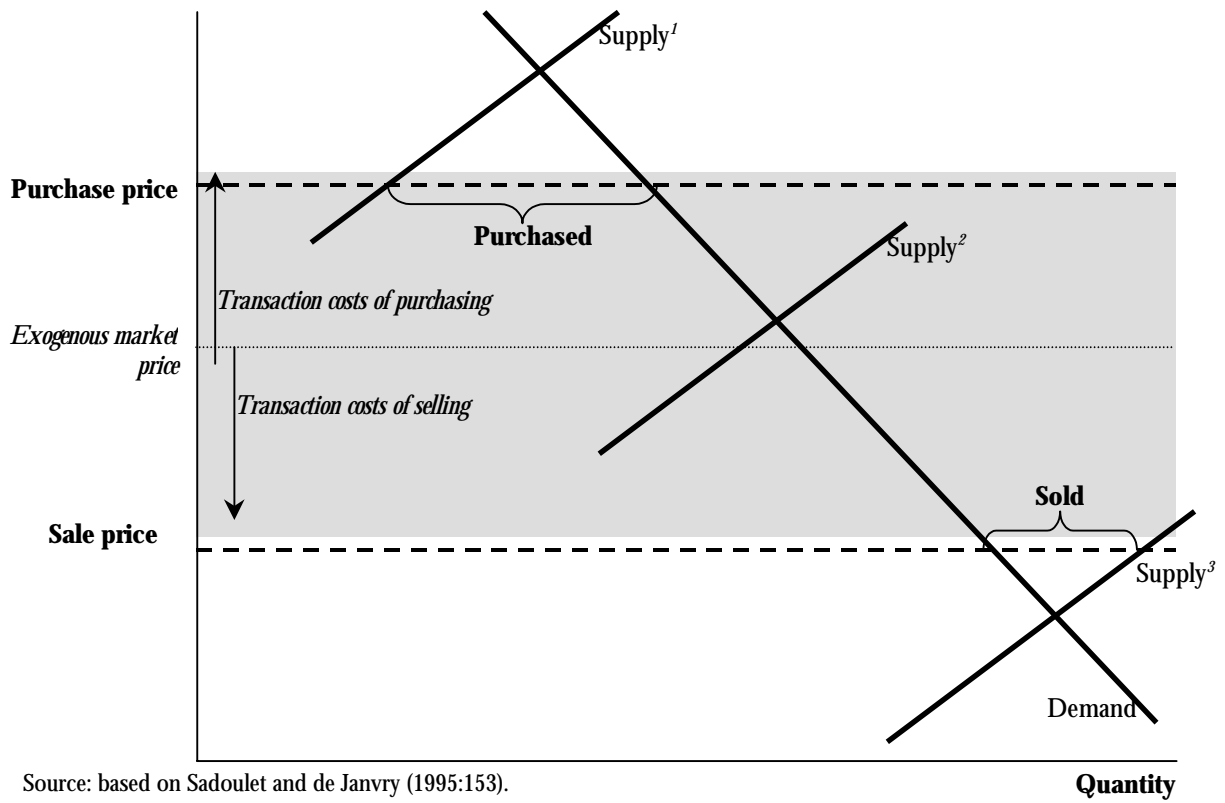 Supply¹
Purchase price
Purchased
Supply²
Transaction costs of purchasing
Exogenous market
price
Transaction costs of selling
Sold
Sale price
Supply³
Demand
Source: based on Sadoulet and de Janvry (1995:153).
Quantity